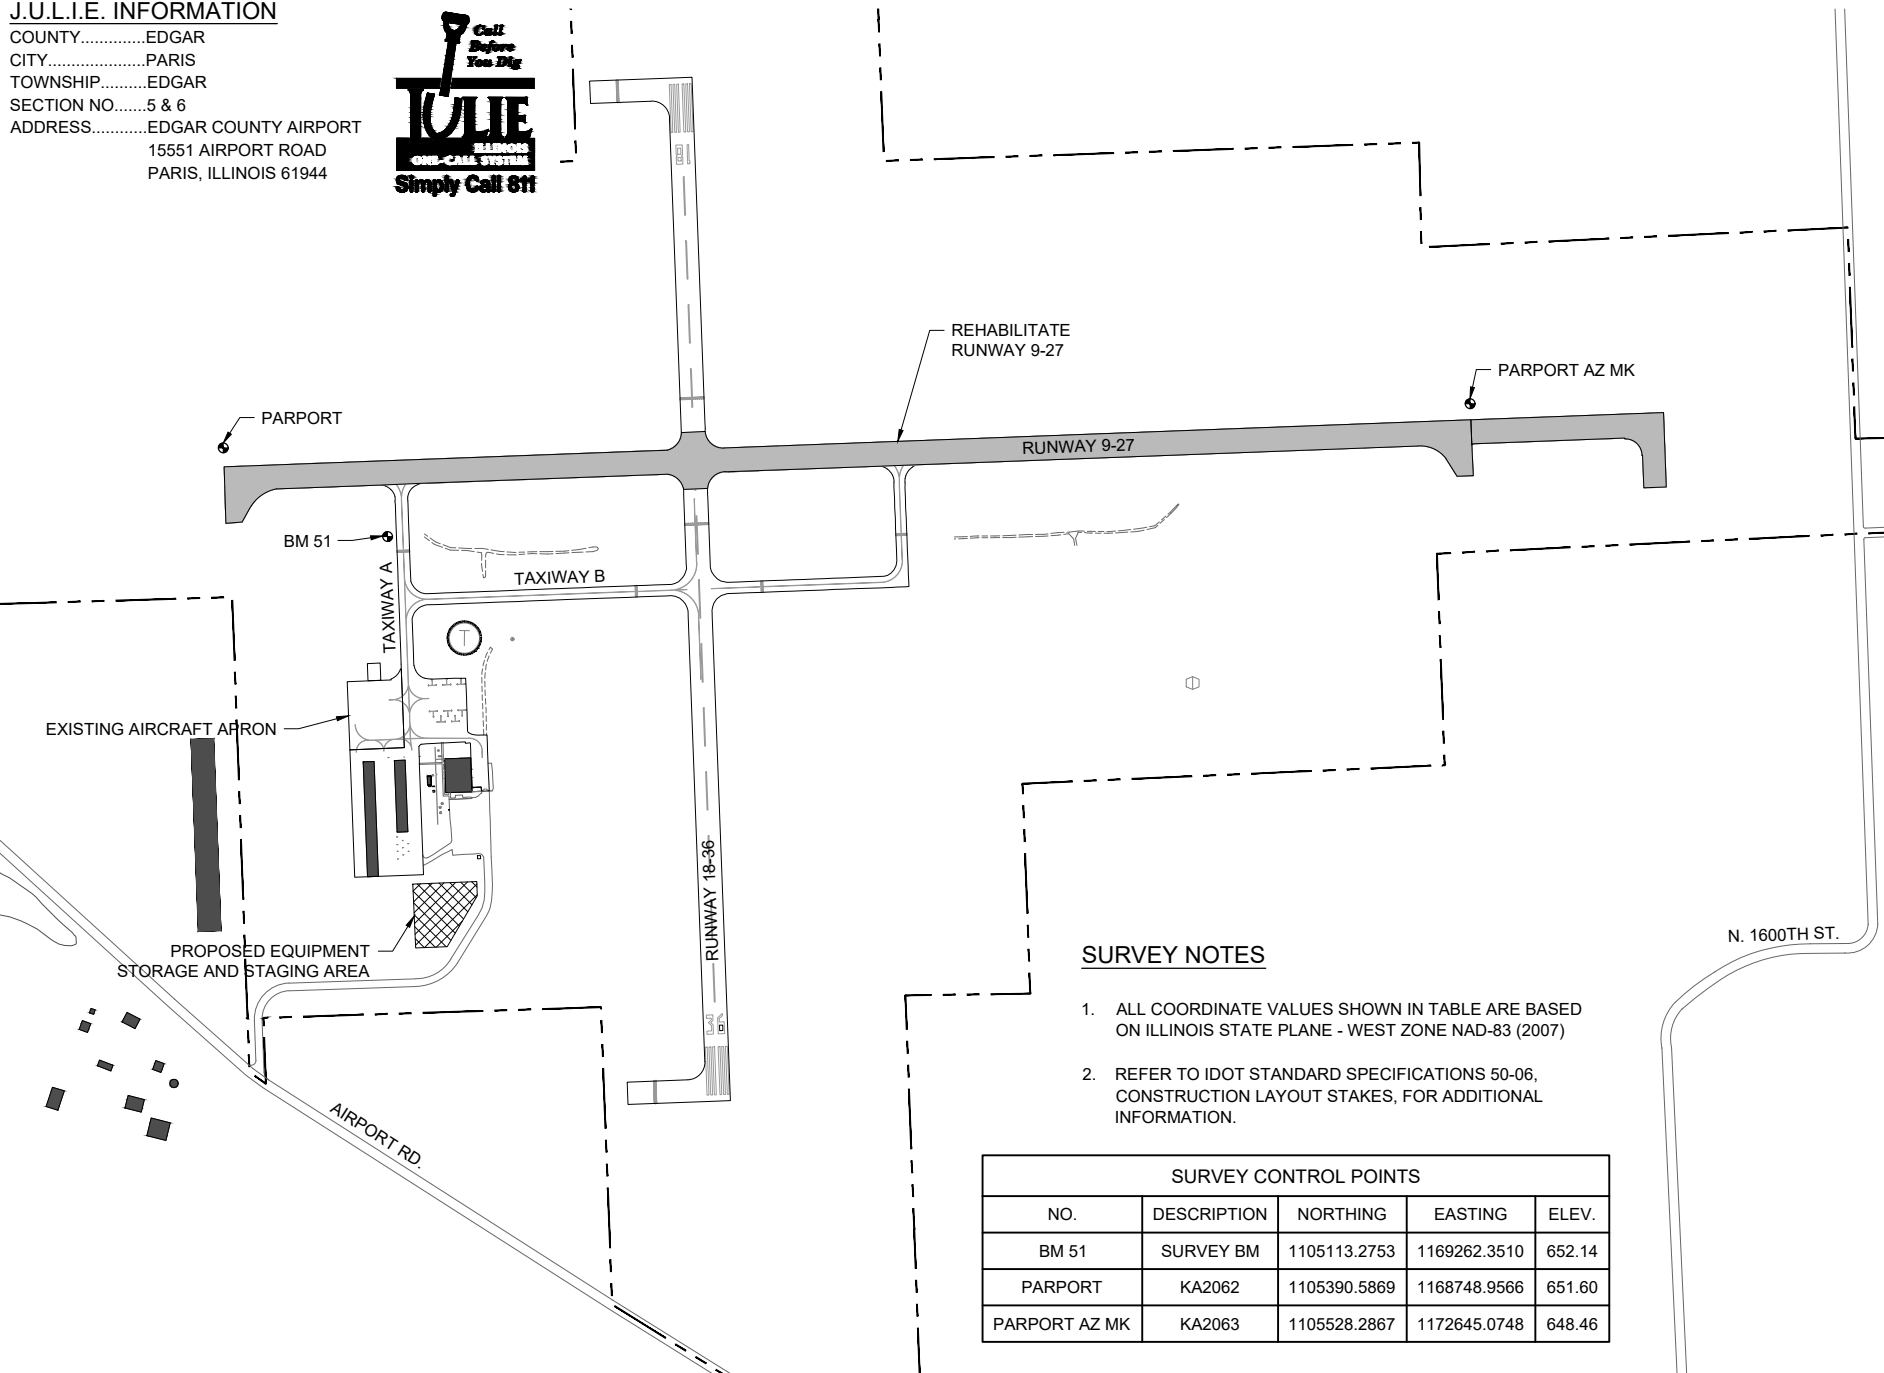 J.U.L.I.E. INFORMATION
COUNTY.............EDGAR
CITY....................PARIS
TOWNSHIP..........EDGAR
SECTION NO.......5 & 6
ADDRESS............EDGAR COUNTY AIRPORT
15551 AIRPORT ROAD
PARIS, ILLINOIS 61944
Call
Before
You Dig
JULIE
ILLINOIS
ONE-CALL SYSTEM
Simply Call 811
18
REHABILITATE
RUNWAY 9-27
PARPORT AZ MK
PARPORT
RUNWAY 9-27
BM 51
TAXIWAY B
TAXIWAY A
T
EXISTING AIRCRAFT APRON
RUNWAY 18-36
PROPOSED EQUIPMENT
STORAGE AND STAGING AREA
N. 1600TH ST.
36
AIRPORT RD.
SURVEY NOTES
1. ALL COORDINATE VALUES SHOWN IN TABLE ARE BASED
ON ILLINOIS STATE PLANE - WEST ZONE NAD-83 (2007)
2. REFER TO IDOT STANDARD SPECIFICATIONS 50-06,
CONSTRUCTION LAYOUT STAKES, FOR ADDITIONAL
INFORMATION.
SURVEY CONTROL POINTS
NO. DESCRIPTION NORTHING EASTING ELEV.
BM 51 SURVEY BM 1105113.2753 1169262.3510 652.14
PARPORT KA2062 1105390.5869 1168748.9566 651.60
PARPORT AZ MK KA2063 1105528.2867 1172645.0748 648.46